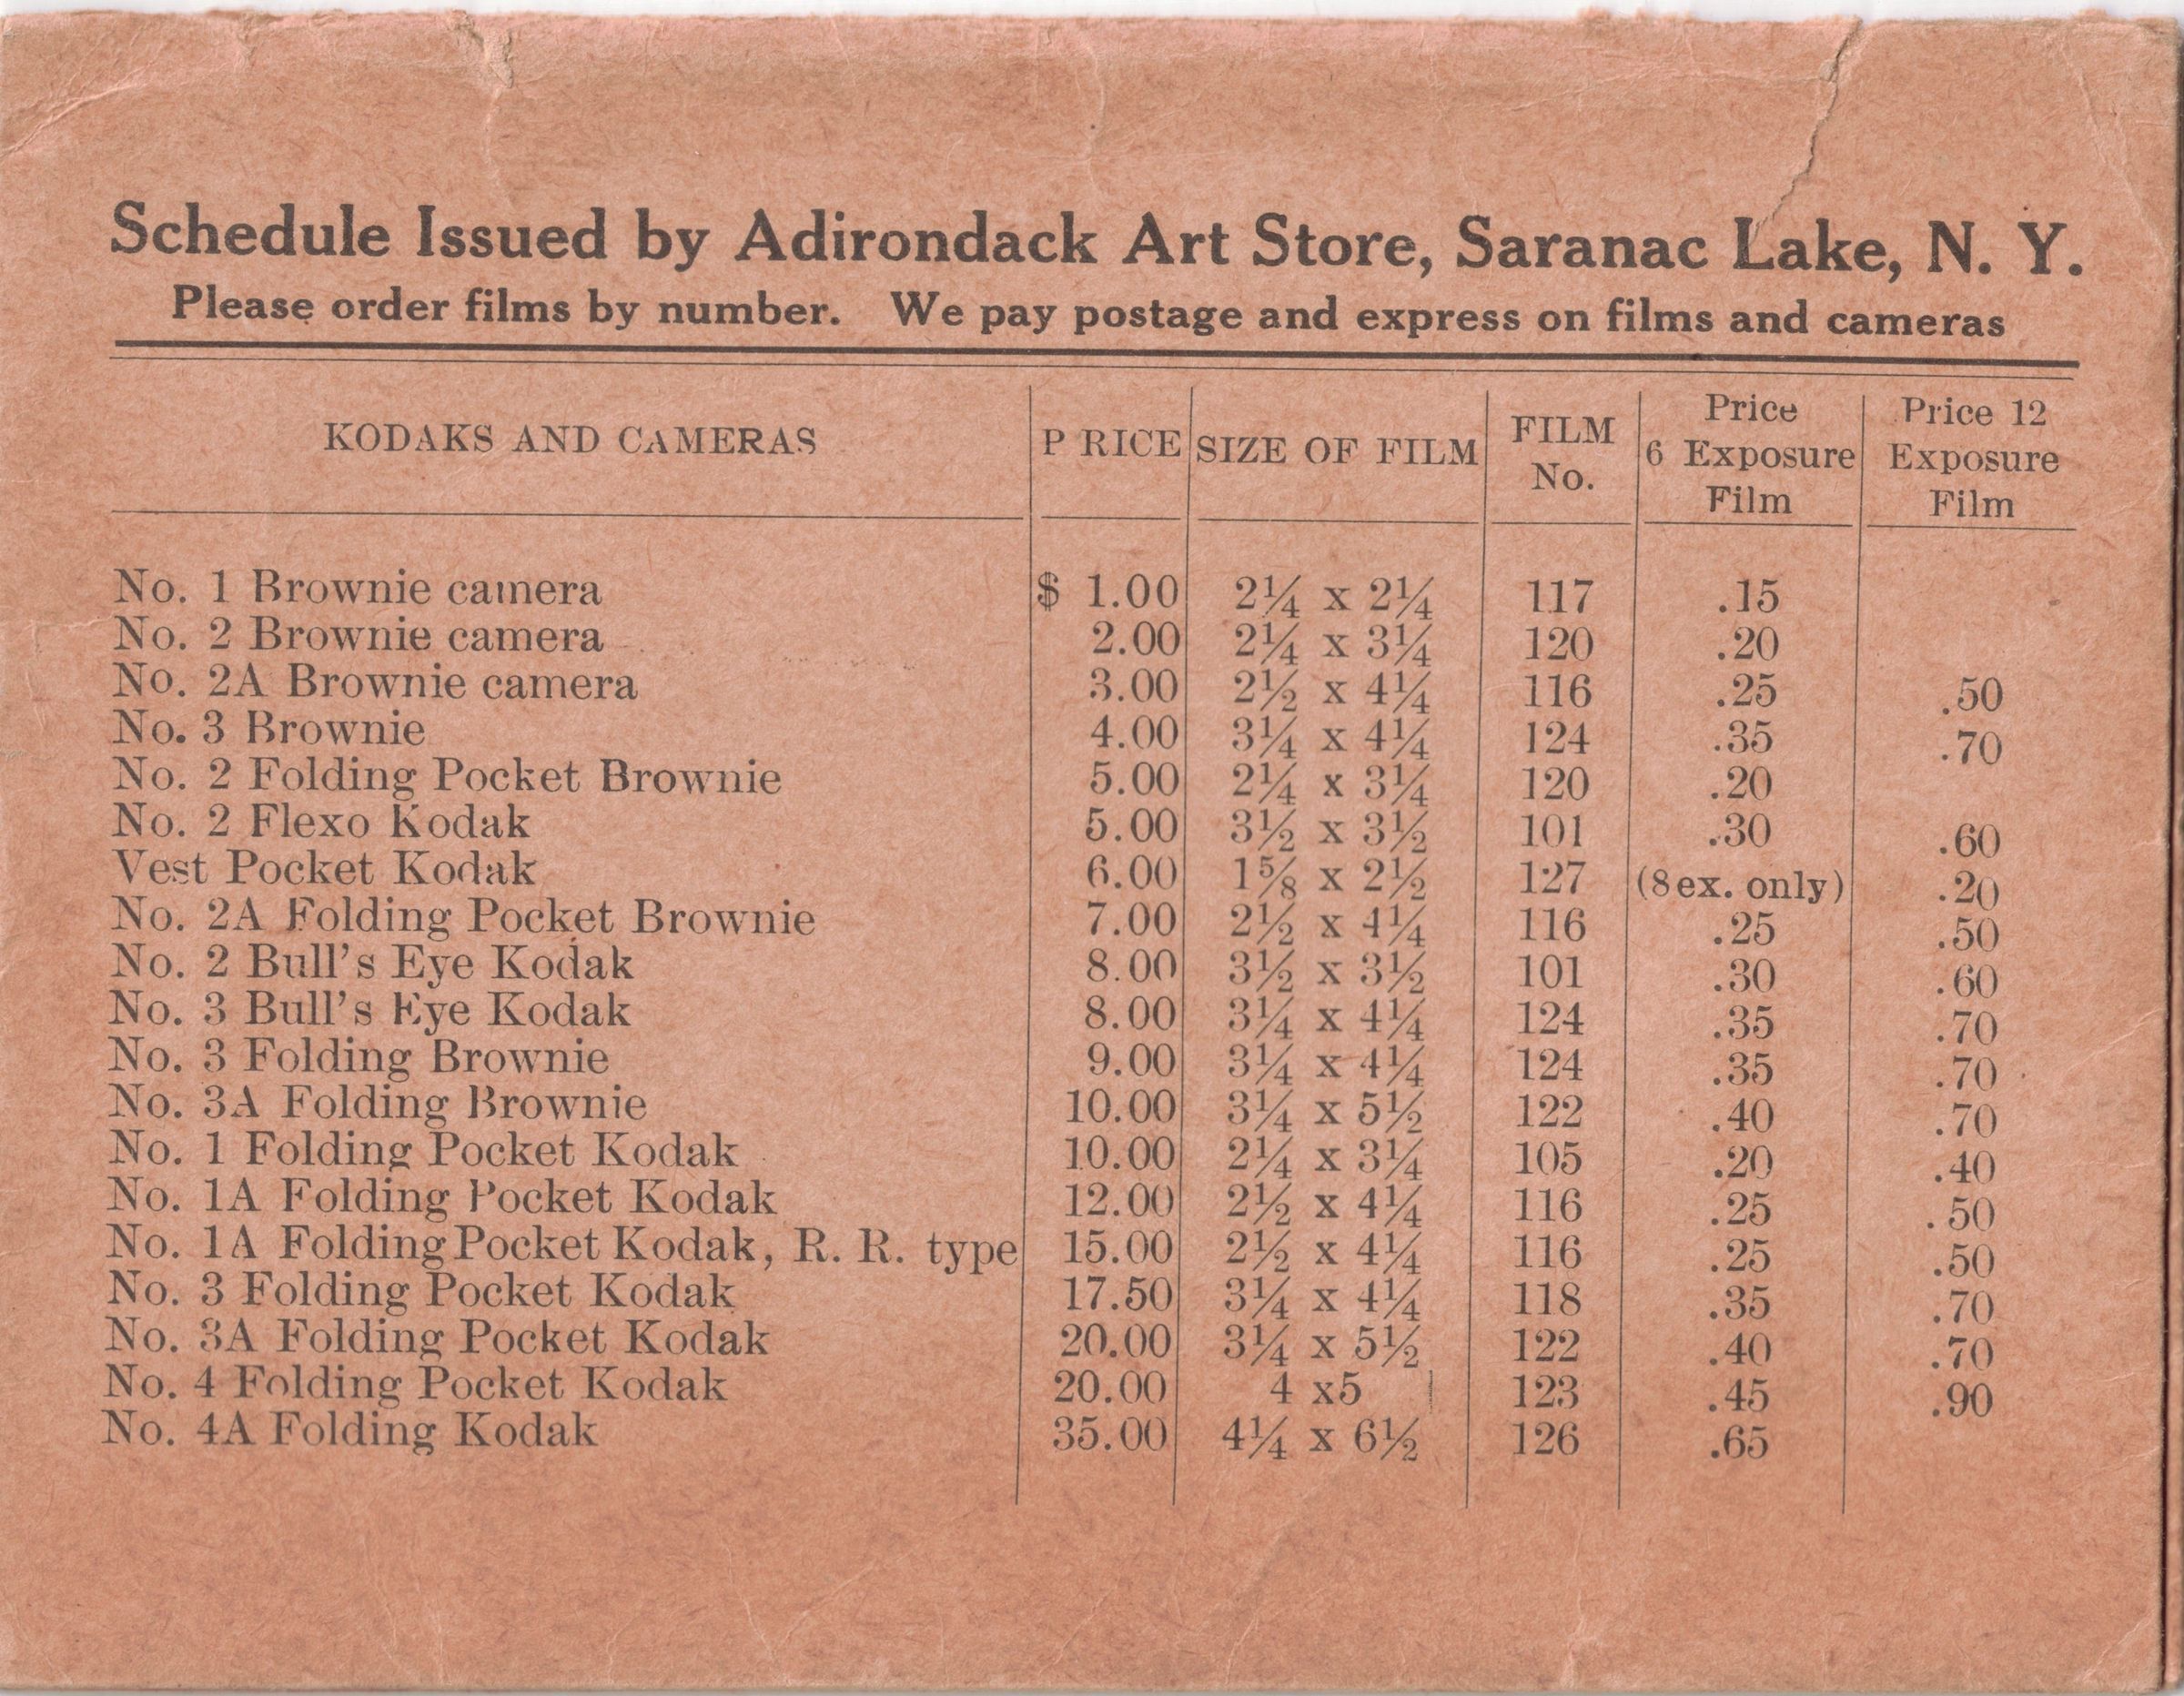 Schedule Issued by Adirondack Art Store, Saranac Lake, N. Y.
Please order films by number. We pay postage and express on films and cameras
KODAKS AND CAMERAS P RICE SIZE OF FILM FILM No. Price 6 Exposure Film Price 12 Exposure Film
No. 1 Brownie camera $ 1.00 2¼ x 2¼ 117 .15
No. 2 Brownie camera 2.00 2¼ x 3¼ 120 .20
No. 2A Brownie camera 3.00 2½ x 4¼ 116 .25 .50
No. 3 Brownie 4.00 3¼ x 4¼ 124 .35 .70
No. 2 Folding Pocket Brownie 5.00 2¼ x 3¼ 120 .20
No. 2 Flexo Kodak 5.00 3½ x 3½ 101 .30 .60
Vest Pocket Kodak 6.00 1⅝ x 2½ 127 (8 ex. only) .20
No. 2A Folding Pocket Brownie 7.00 2½ x 4¼ 116 .25 .50
No. 2 Bull's Eye Kodak 8.00 3½ x 3½ 101 .30 .60
No. 3 Bull's Eye Kodak 8.00 3¼ x 4¼ 124 .35 .70
No. 3 Folding Brownie 9.00 3¼ x 4¼ 124 .35 .70
No. 3A Folding Brownie 10.00 3¼ x 5½ 122 .40 .70
No. 1 Folding Pocket Kodak 10.00 2¼ x 3¼ 105 .20 .40
No. 1A Folding Pocket Kodak 12.00 2½ x 4¼ 116 .25 .50
No. 1A Folding Pocket Kodak, R. R. type 15.00 2½ x 4¼ 116 .25 .50
No. 3 Folding Pocket Kodak 17.50 3¼ x 4¼ 118 .35 .70
No. 3A Folding Pocket Kodak 20.00 3¼ x 5½ 122 .40 .70
No. 4 Folding Pocket Kodak 20.00 4 x5 123 .45 .90
No. 4A Folding Kodak 35.00 4¼ x 6½ 126 .65